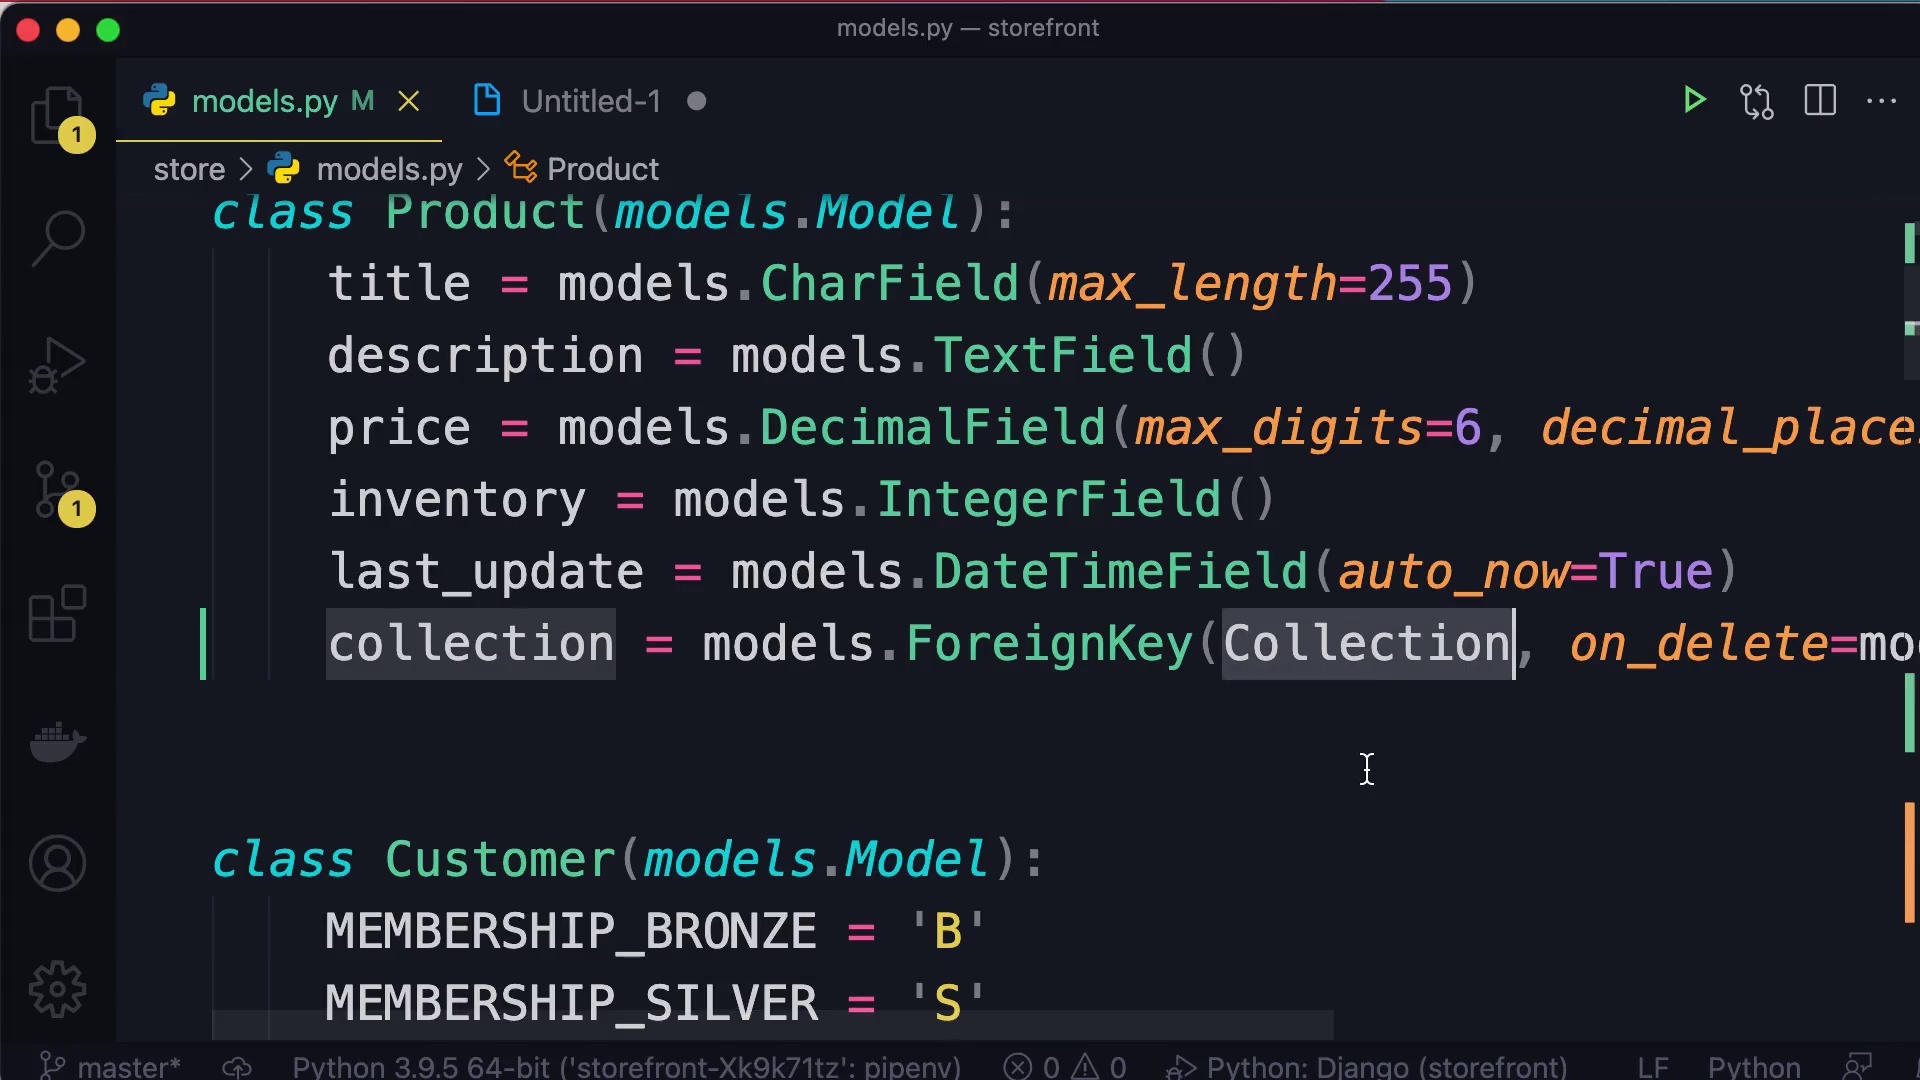 models.py — storefront
models.py M
Untitled-1
1
store > models.py > Product
class Product(models.Model):
title = models.CharField(max_length=255)
description = models.TextField()
price = models.DecimalField(max_digits=6, decimal_place
inventory = models.IntegerField()
last_update = models.DateTimeField(auto_now=True)
collection = models.ForeignKey(Collection, on_delete=mo
1
class Customer(models.Model):
MEMBERSHIP_BRONZE = 'B'
MEMBERSHIP_SILVER = 'S'
master* Python 3.9.5 64-bit ('storefront-Xk9k71tz': pipenv) 0 0 Python: Django (storefront) LF Python